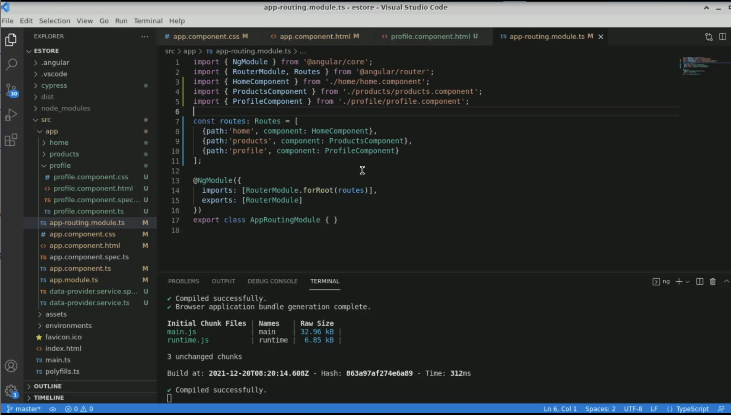 app-routing.module.ts - estore - Visual Studio Code
File Edit Selection View Go Run Terminal Help
EXPLORER ...
ESTORE
.angular
.vscode
cypress
dist
node_modules
src
app
home
products
profile
profile.component.css U
profile.component.html U
profile.component.spec... U
profile.component.ts U
TS app-routing.module.ts M
app.component.css M
app.component.html M
app.component.spec.ts
TS app.component.ts M
TS app.module.ts M
data-provider.service.sp... U
TS data-provider.service.ts U
assets
environments
favicon.ico
index.html
TS main.ts
TS polyfills.ts
OUTLINE
TIMELINE
app.component.css M app.component.html M profile.component.html U TS app-routing.module.ts M
src > app > TS app-routing.module.ts > ...
1 import { NgModule } from '@angular/core';
2 import { RouterModule, Routes } from '@angular/router';
3 import { HomeComponent } from './home/home.component';
4 import { ProductsComponent } from './products/products.component';
5 import { ProfileComponent } from './profile/profile.component';
6
7 const routes: Routes = [
8 {path:'home', component: HomeComponent},
9 {path:'products', component: ProductsComponent},
10 {path:'profile', component: ProfileComponent}
11 ];
12
13 @NgModule({
14 imports: [RouterModule.forRoot(routes)],
15 exports: [RouterModule]
16 })
17 export class AppRoutingModule { }
18
PROBLEMS OUTPUT DEBUG CONSOLE TERMINAL
ng
✔ Compiled successfully.
✔ Browser application bundle generation complete.
Initial Chunk Files | Names | Raw Size
main.js | main | 32.96 kB |
runtime.js | runtime | 6.85 kB |
3 unchanged chunks
Build at: 2021-12-20T08:20:14.608Z - Hash: 863a97af274e6a89 - Time: 312ms
✔ Compiled successfully.
master* 0 0 Ln 6, Col 1 Spaces: 2 UTF-8 LF {} TypeScript